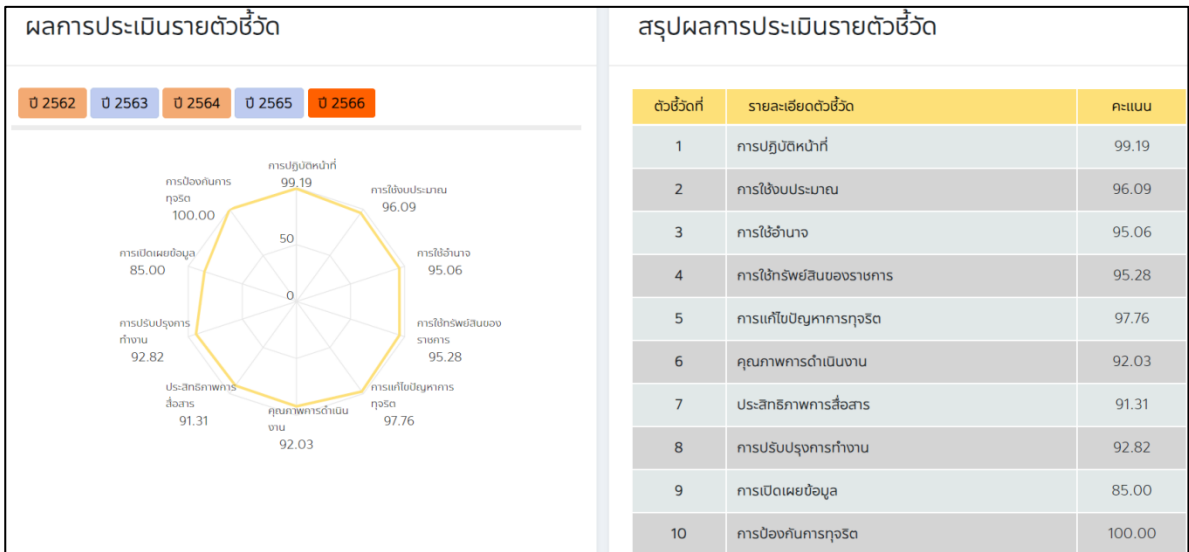 ผลการประเมินรายตัวชี้วัด
ปี 2562 ปี 2563 ปี 2564 ปี 2565 ปี 2566
การปฏิบัติหน้าที่
99.19
การใช้งบประมาณ
96.09
การใช้อำนาจ
95.06
การใช้ทรัพย์สินของ
ราชการ
95.28
การแก้ไขปัญหาการ
ทุจริต
97.76
คุณภาพการดำเนิน
งาน
92.03
ประสิทธิภาพการ
สื่อสาร
91.31
การปรับปรุงการ
ทำงาน
92.82
การเปิดเผยข้อมูล
85.00
การป้องกันการ
ทุจริต
100.00
50
0
สรุปผลการประเมินรายตัวชี้วัด
ตัวชี้วัดที่ รายละเอียดตัวชี้วัด คะแนน
1 การปฏิบัติหน้าที่ 99.19
2 การใช้งบประมาณ 96.09
3 การใช้อำนาจ 95.06
4 การใช้ทรัพย์สินของราชการ 95.28
5 การแก้ไขปัญหาการทุจริต 97.76
6 คุณภาพการดำเนินงาน 92.03
7 ประสิทธิภาพการสื่อสาร 91.31
8 การปรับปรุงการทำงาน 92.82
9 การเปิดเผยข้อมูล 85.00
10 การป้องกันการทุจริต 100.00